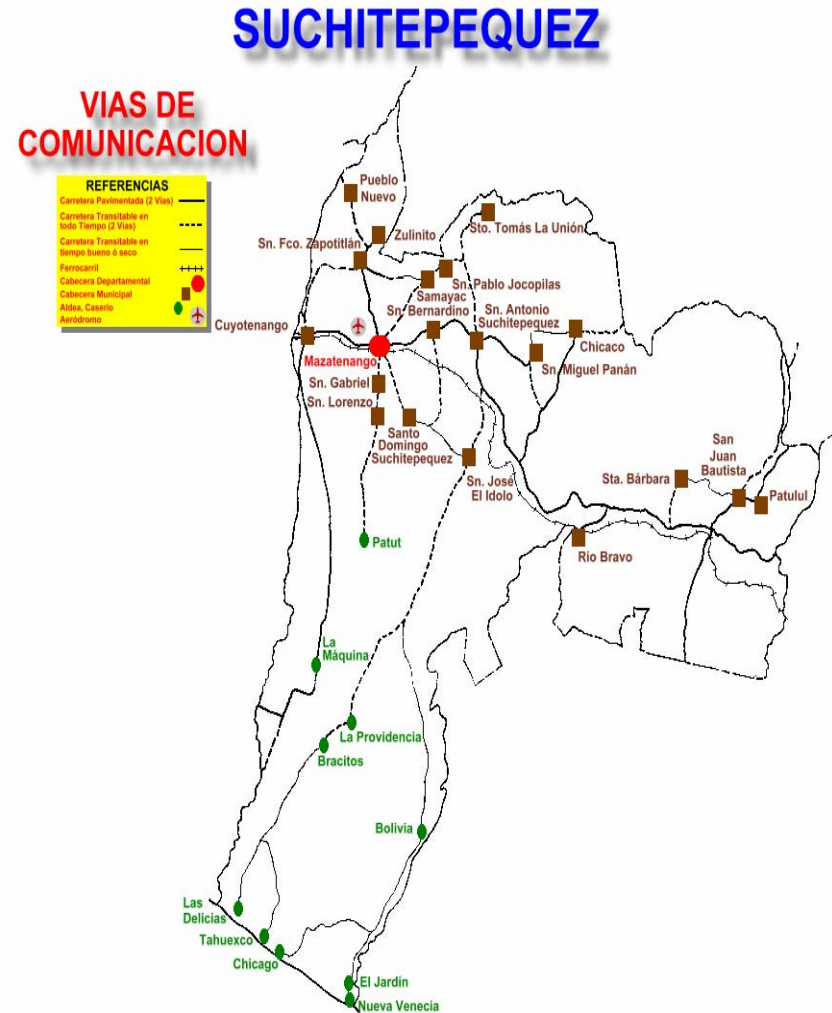 SUCHITEPEQUEZ
VIAS DE
COMUNICACION
REFERENCIAS
Carretera Pavimentada (2 Vias)
Carretera Transitable en
todo Tiempo (2 Vias)
Carretera Transitable en
tiempo bueno ó seco
Ferrocarril
Cabecera Departamental
Cabecera Municipal
Aldea, Caserio
Aeródromo
Pueblo
Nuevo
Zulinito
Sto. Tomás La Unión
Sn. Fco. Zapotitlán
Sn. Pablo Jocopilas
Samayac
Sn. Bernardino
Sn. Antonio
Suchitepequez
Cuyotenango
Chicaco
Mazatenango
Sn. Miguel Panán
Sn. Gabriel
Sn. Lorenzo
Santo
Domingo
Suchitepequez
Sn. José
El Idolo
San
Juan
Bautista
Sta. Bárbara
Patulul
Patut
Rio Bravo
La
Máquina
La Providencia
Bracitos
Bolivia
Las
Delicias
Tahuexco
Chicago
El Jardín
Nueva Venecia